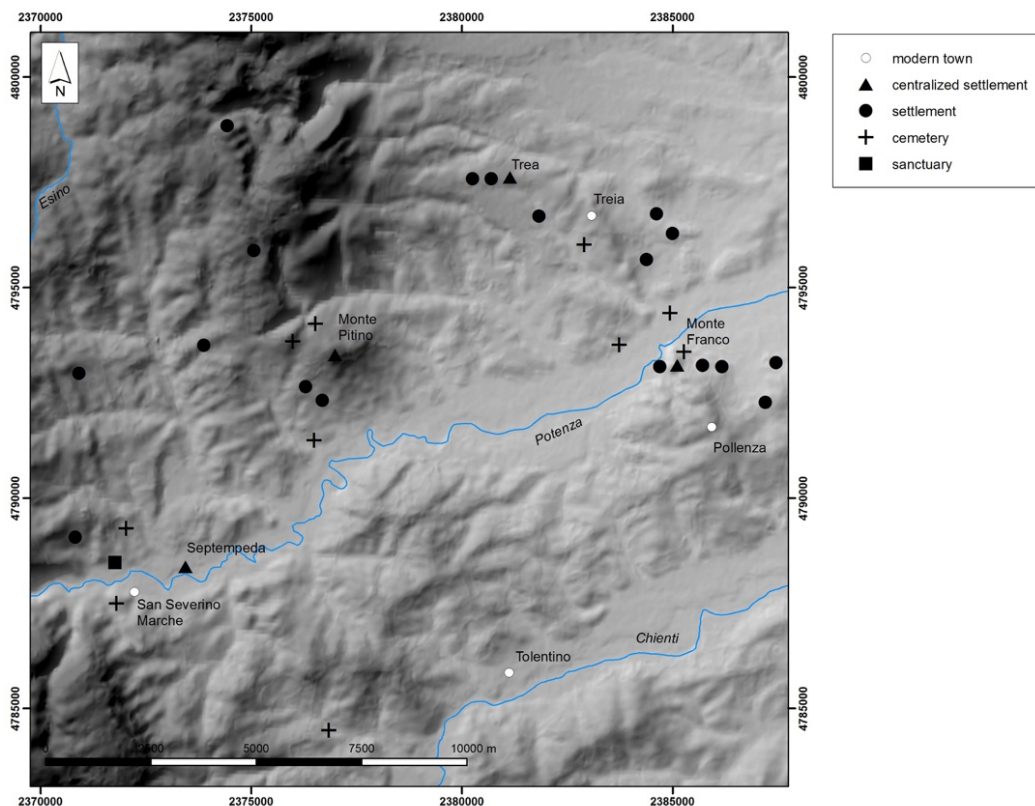 2370000 2375000 2380000 2385000
4800000 4800000
N
Esino
Trea
Treia
4795000 4795000
Monte
Pitino
Monte
Franco
Potenza
Pollenza
4790000 4790000
Septempeda
San Severino
Marche
Chienti
Tolentino
4785000 4785000
0 2500 5000 7500 10000 m
2370000 2375000 2380000 2385000
modern town
centralized settlement
settlement
cemetery
sanctuary